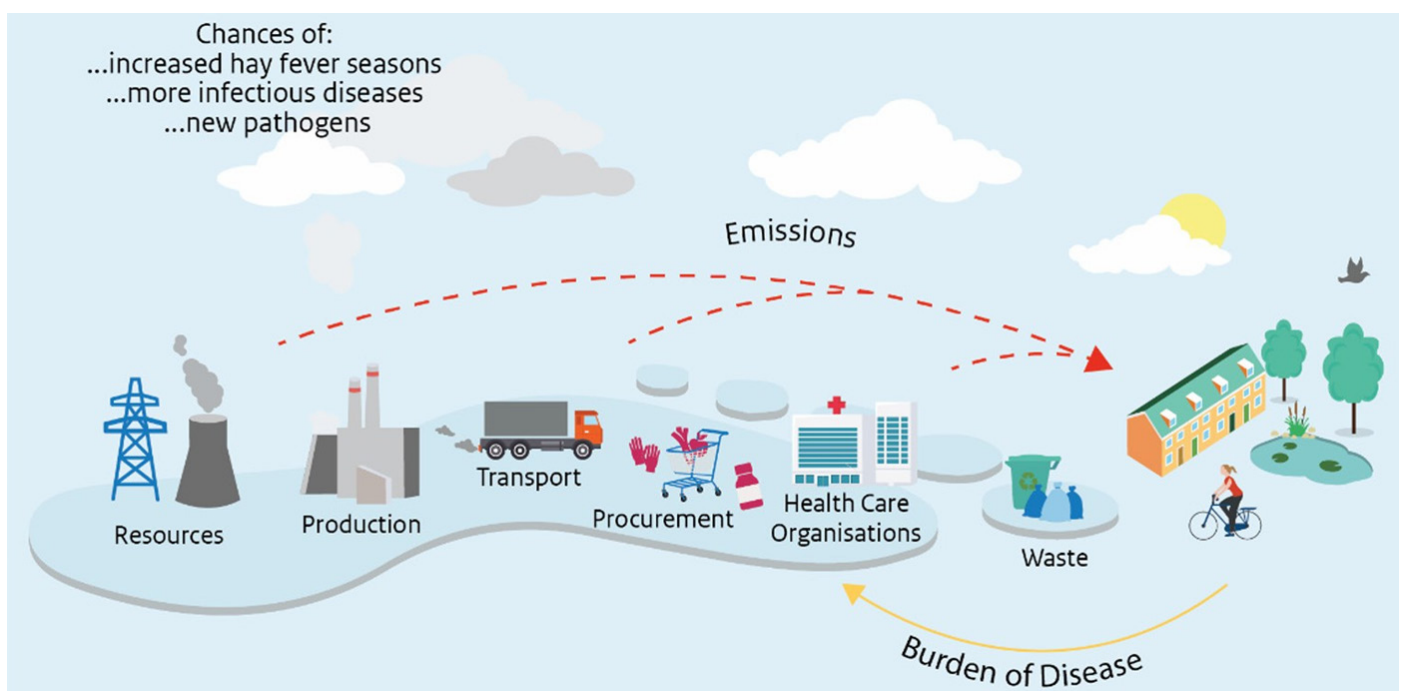 Chances of:
...increased hay fever seasons
...more infectious diseases
...new pathogens
Emissions
Resources
Production
Transport
Procurement
Health Care
Organisations
Waste
Burden of Disease